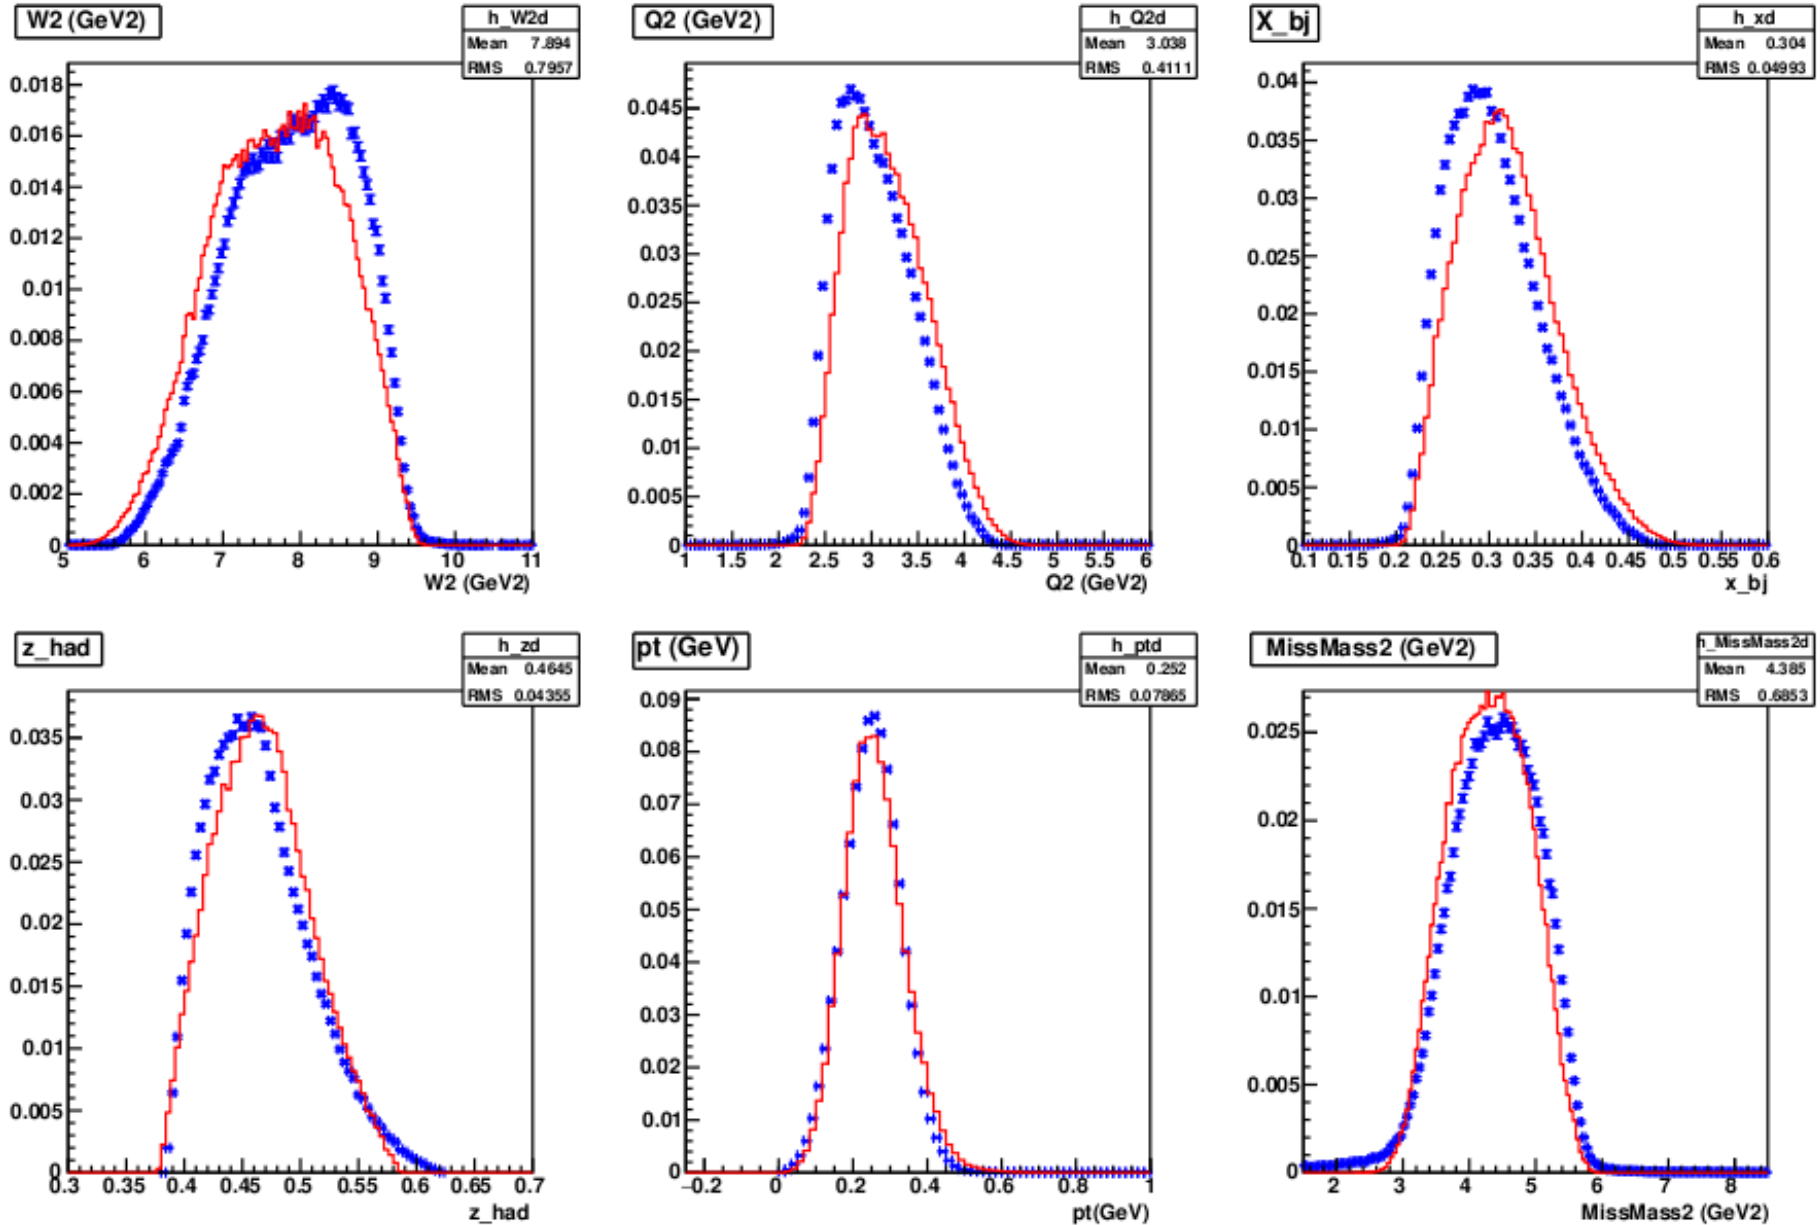 W2 (GeV2)
h_W2d
Mean 7.894
RMS 0.7957
0.018
0.016
0.014
0.012
0.01
0.008
0.006
0.004
0.002
0
5 6 7 8 9 10 11
W2 (GeV2)
Q2 (GeV2)
h_Q2d
Mean 3.038
RMS 0.4111
0.045
0.04
0.035
0.03
0.025
0.02
0.015
0.01
0.005
0
1 1.5 2 2.5 3 3.5 4 4.5 5 5.5 6
Q2 (GeV2)
X_bj
h_xd
Mean 0.304
RMS 0.04993
0.04
0.035
0.03
0.025
0.02
0.015
0.01
0.005
0
0.1 0.15 0.2 0.25 0.3 0.35 0.4 0.45 0.5 0.55 0.6
x_bj
z_had
h_zd
Mean 0.4645
RMS 0.04355
0.035
0.03
0.025
0.02
0.015
0.01
0.005
0
0.3 0.35 0.4 0.45 0.5 0.55 0.6 0.65 0.7
z_had
pt (GeV)
h_ptd
Mean 0.252
RMS 0.07865
0.09
0.08
0.07
0.06
0.05
0.04
0.03
0.02
0.01
0
−0.2 0 0.2 0.4 0.6 0.8 1
pt(GeV)
MissMass2 (GeV2)
h_MissMass2d
Mean 4.385
RMS 0.6853
0.025
0.02
0.015
0.01
0.005
0
2 3 4 5 6 7 8
MissMass2 (GeV2)